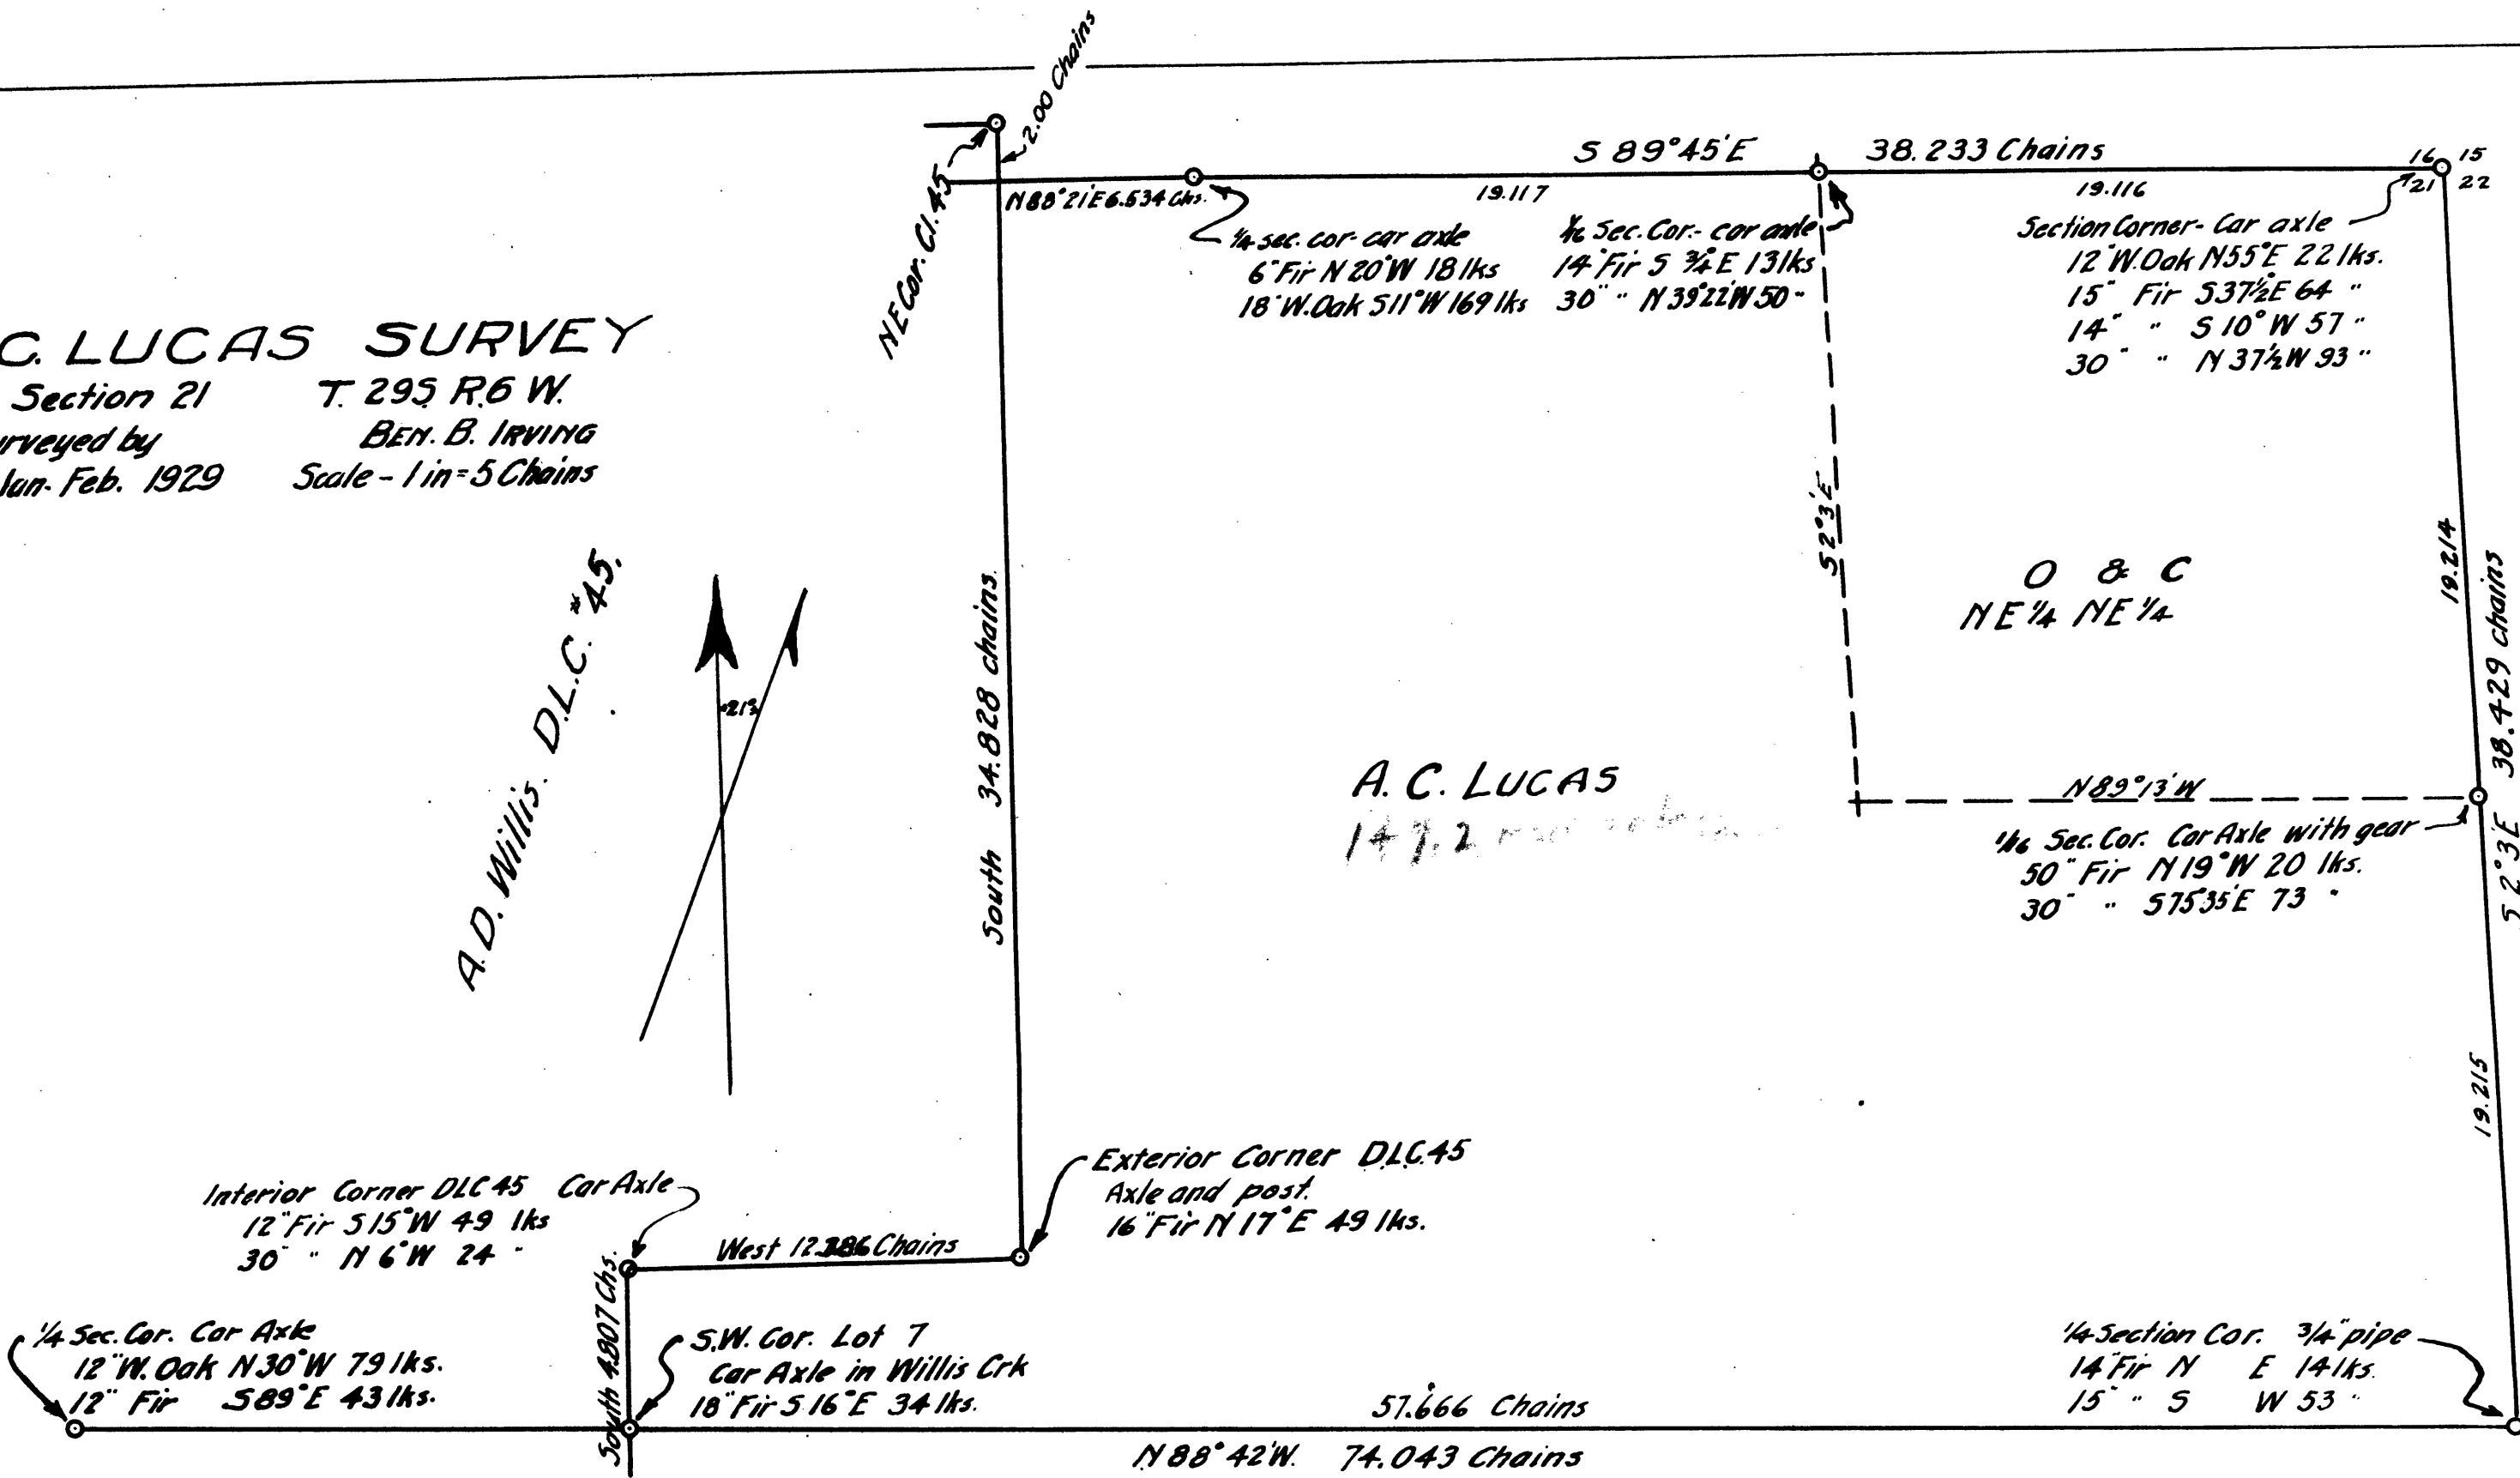 2.00 Chains
NE Cor. Cl. 45
N88°21'E 6.534 Chs.
S 89°45'E 38.233 Chains
19.117
19.116
16 15
21 22
1/4 sec. cor- car axle
6" Fir N 20°W 18 lks
18" W. Oak S11°W 169 lks
1/16 Sec. Cor.- car axle
14" Fir S 3/4° E 13 lks
30" " N 39°22'W 50 "
Section Corner- Car axle
12" W. Oak N55°E 22 lks.
15" Fir S37½E 64 "
14" " S 10° W 57 "
30" " N 37½W 93 "
C. LUCAS SURVEY
Section 21 T. 29S R.6 W.
urveyed by BEN. B. IRVING
Jan- Feb. 1929 Scale - 1 in = 5 Chains
A.D. Willis. D.L.C. #45.
South 34.828 chains.
S2°3'E
O & C
NE 1/4 NE 1/4
19.214
S 2°3'E 38.429 chains
A. C. LUCAS
147.2
N89°13'W
1/16 Sec. Cor. Car Axle with gear
50" Fir N 19°W 20 lks.
30" " S75°35'E 73 "
19.215
Interior Corner DLC 45 Car Axle
12" Fir S 15°W 49 lks
30" " N 6°W 24 "
Exterior Corner D.L.C. 45
Axle and post.
16" Fir N 17°E 49 lks.
West Chains
South 4.807 Chs.
1/4 Sec. Cor. Car Axle
12" W. Oak N 30°W 79 lks.
12" Fir S89°E 43 lks.
S.W. Cor. Lot 7
Car Axle in Willis Crk
18" Fir S 16°E 34 lks.
1/4 Section Cor. 3/4" pipe
14" Fir N E 14 lks.
15" " S W 53 "
57.666 Chains
N 88°42'W. 74.043 Chains